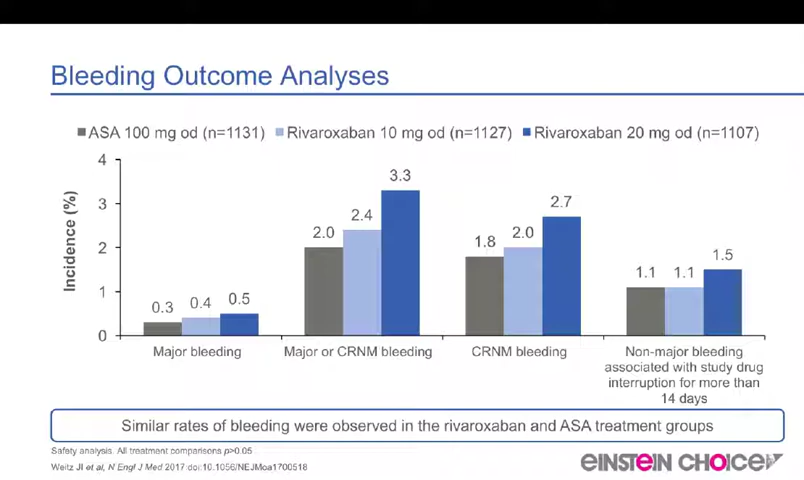 Bleeding Outcome Analyses
ASA 100 mg od (n=1131) Rivaroxaban 10 mg od (n=1127) Rivaroxaban 20 mg od (n=1107)
Incidence (%)
4
3
2
1
0
0.3 0.4 0.5
2.0 2.4 3.3
1.8 2.0 2.7
1.1 1.1 1.5
Major bleeding
Major or CRNM bleeding
CRNM bleeding
Non-major bleeding
associated with study drug
interruption for more than
14 days
Similar rates of bleeding were observed in the rivaroxaban and ASA treatment groups
Safety analysis. All treatment comparisons p>0.05
Weitz JI et al, N Engl J Med 2017:doi:10.1056/NEJMoa1700518
EINSTEIN CHOICE